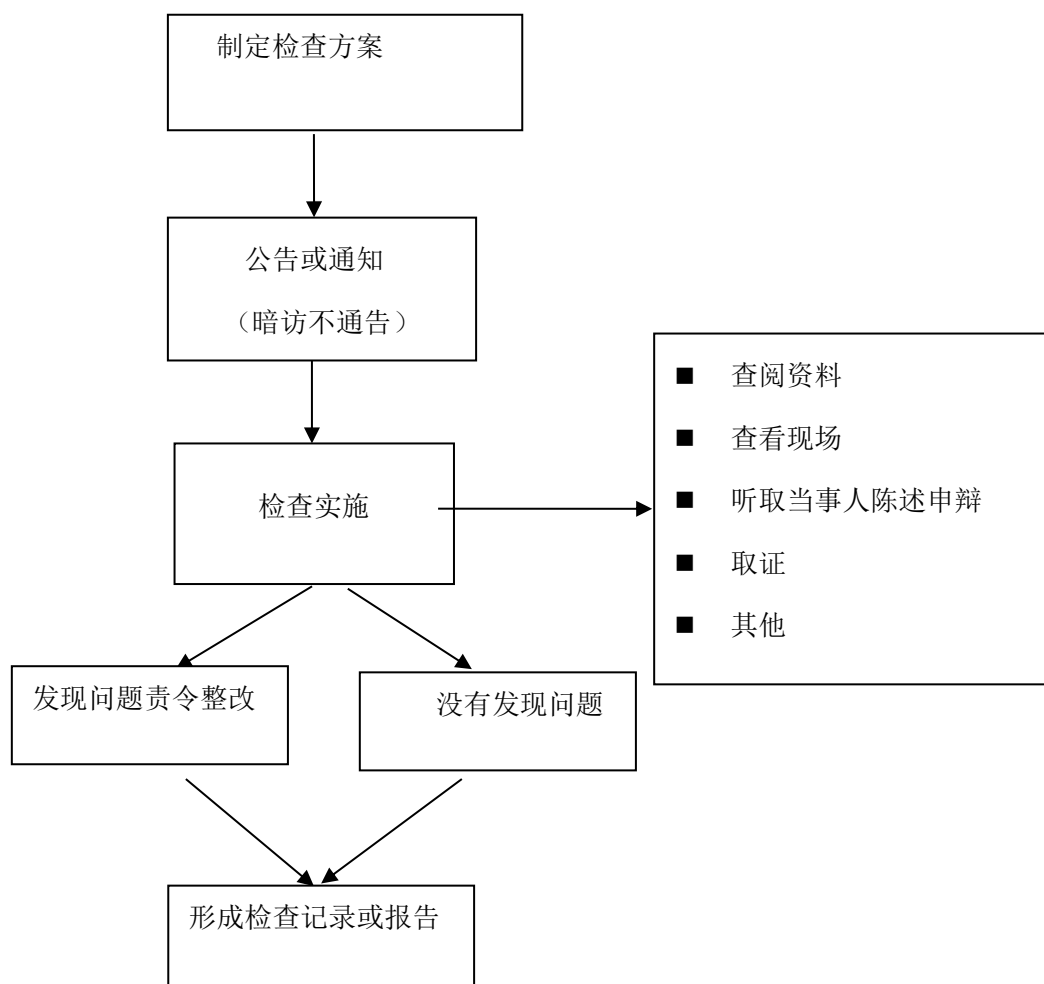 制定检查方案
公告或通知
（暗访不通告）
检查实施
■ 查阅资料
■ 查看现场
■ 听取当事人陈述申辩
■ 取证
■ 其他
发现问题责令整改
没有发现问题
形成检查记录或报告